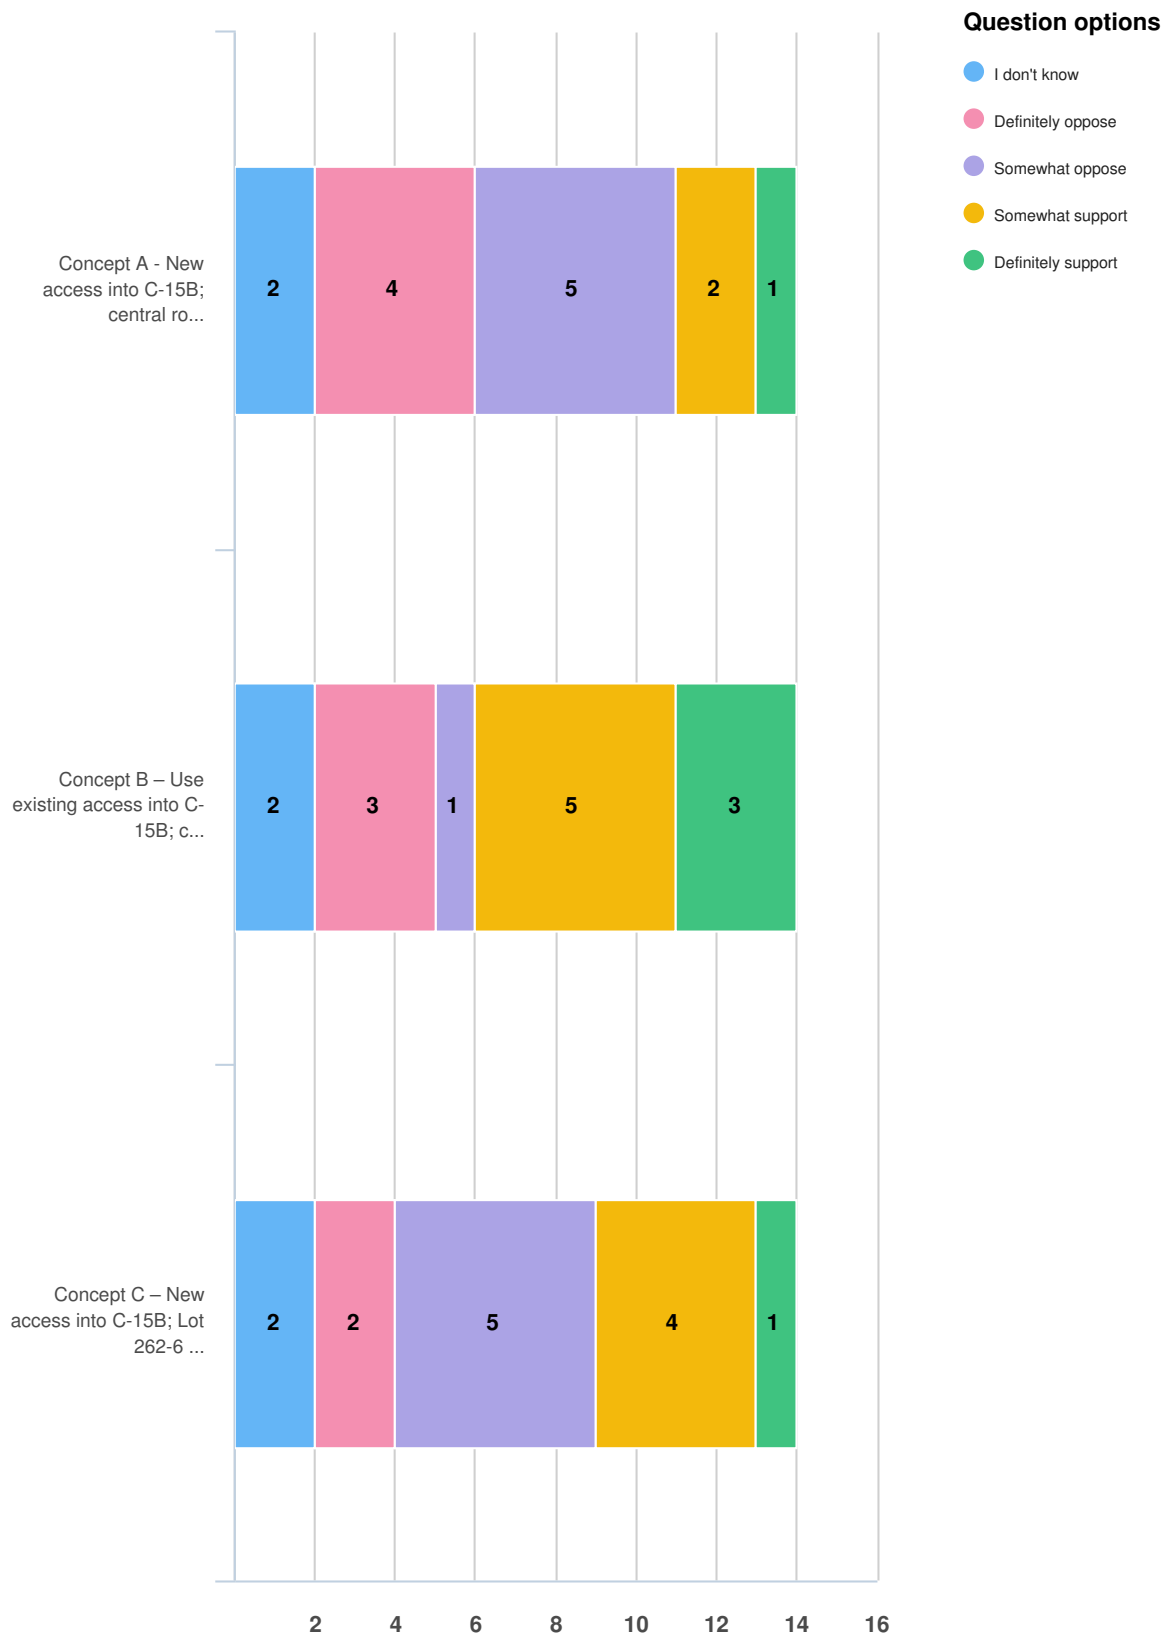 Question options
I don't know
Definitely oppose
Somewhat oppose
Somewhat support
Definitely support
Concept A - New
access into C-15B;
central ro...
2 4 5 2 1
Concept B – Use
existing access into C-
15B; c...
2 3 1 5 3
Concept C – New
access into C-15B; Lot
262-6 ...
2 2 5 4 1
2 4 6 8 10 12 14 16